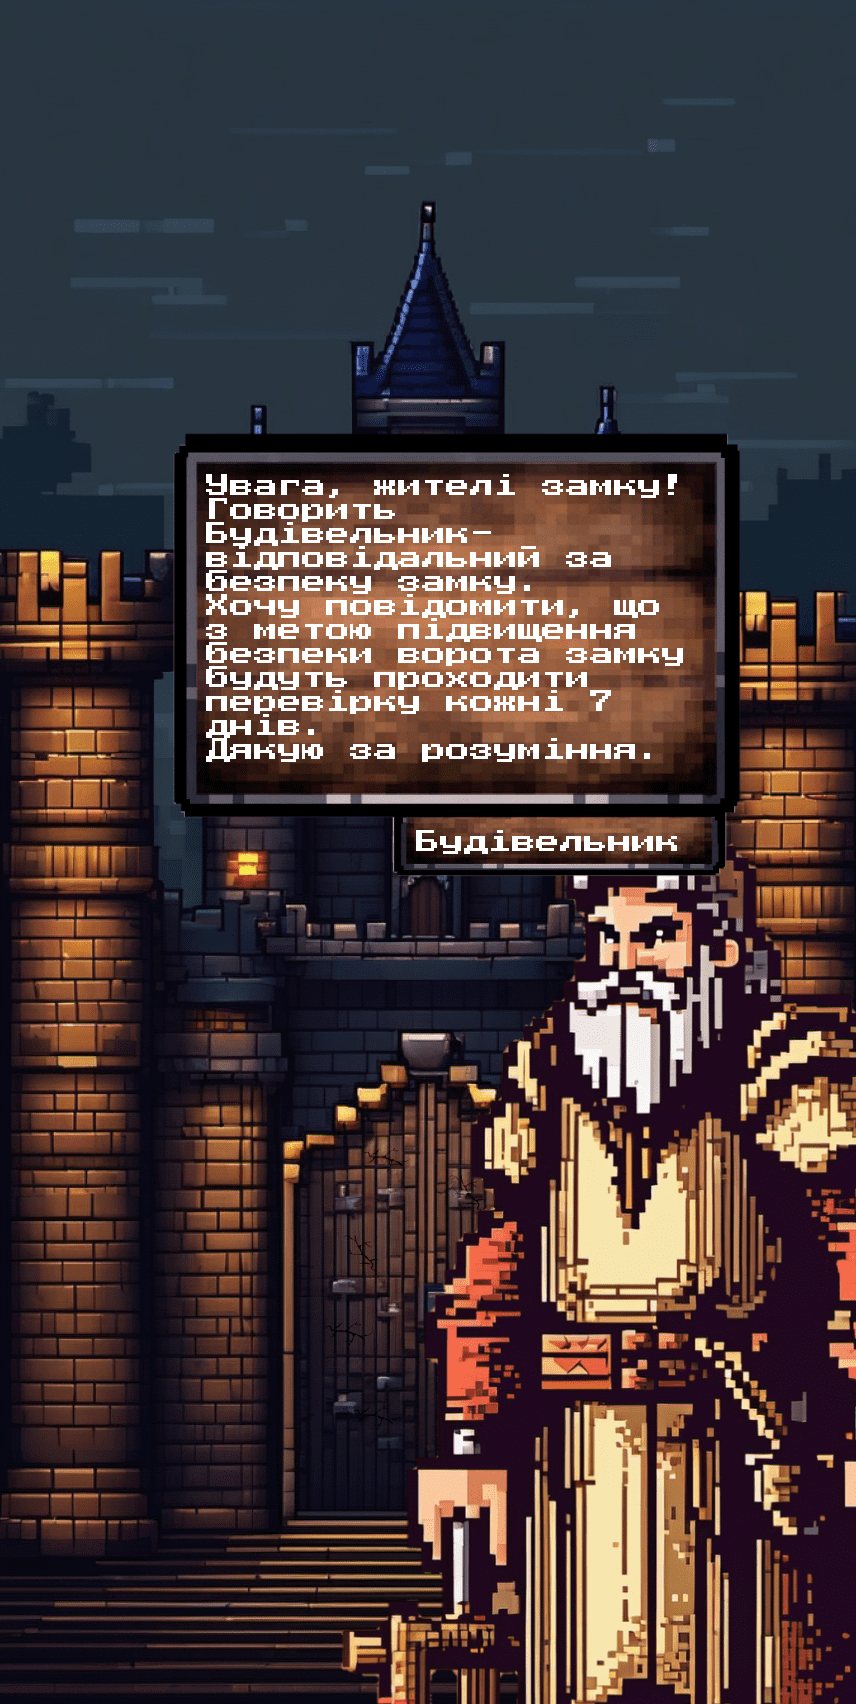 Увага, жителі замку!
Говорить
Будівельник-
відповідальний за
безпеку замку.
Хочу повідомити, що
з метою підвищення
безпеки ворота замку
будуть проходити
перевірку кожні 7
днів.
Дякую за розуміння.
Будівельник